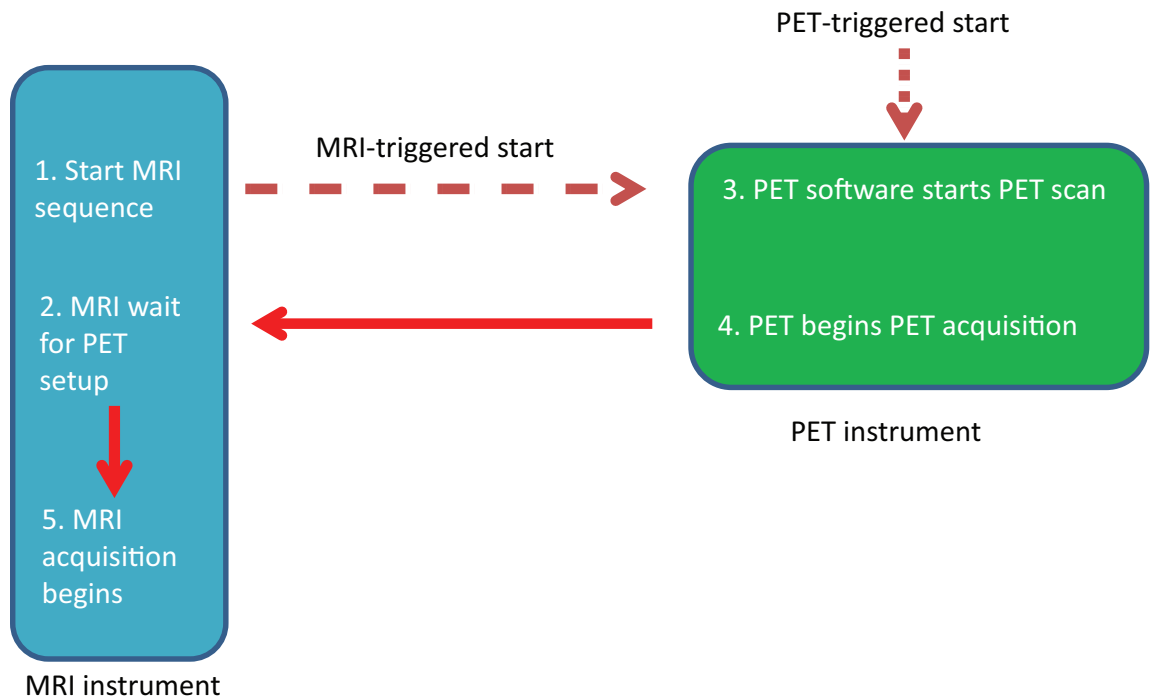 PET-triggered start
MRI-triggered start
1. Start MRI
sequence
3. PET software starts PET scan
2. MRI wait
for PET
setup
4. PET begins PET acquisition
PET instrument
5. MRI
acquisition
begins
MRI instrument